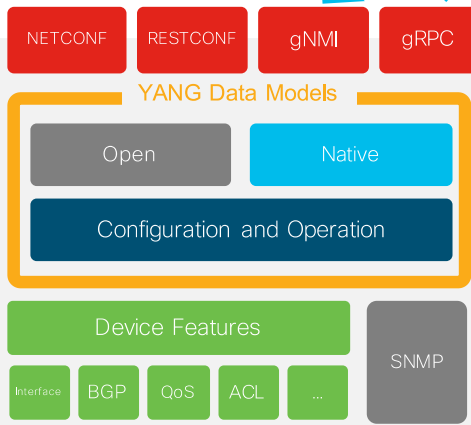 NETCONF RESTCONF gNMI gRPC
YANG Data Models
Open Native
Configuration and Operation
Device Features
SNMP
Interface BGP QoS ACL ...